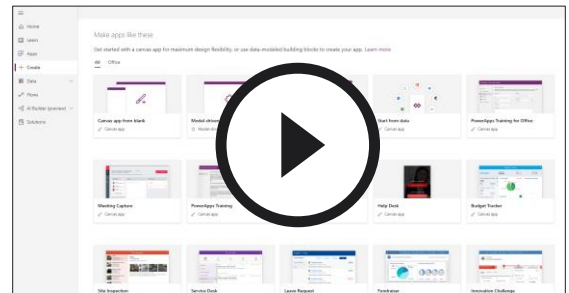 Home
Learn
Apps
Create
Data
Flows
AI Builder (preview)
Solutions
Make apps like these
Get started with a canvas app for maximum design flexibility, or use data-modeled building blocks to create your app. Learn more
All Office
Canvas app from blank
Canvas app
Start from data
Canvas app
PowerApps Training for Office
Canvas app
Meeting Capture
Canvas app
PowerApps Training
Canvas app
Help Desk
Canvas app
Budget Tracker
Canvas app
Site Inspection
Service Desk
Leave Request
Fundraiser
Innovation Challenge